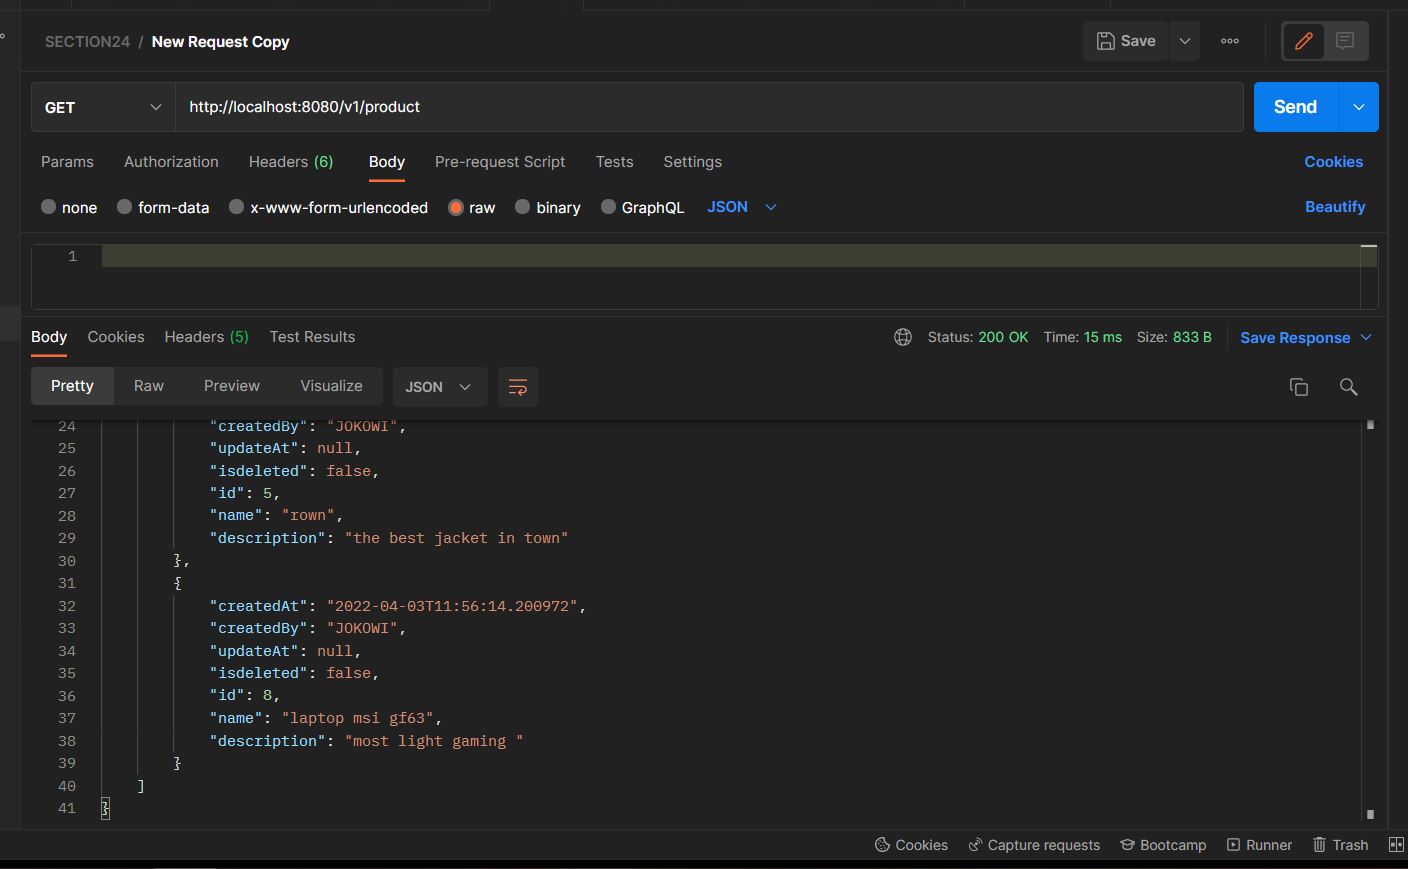 SECTION24 / New Request Copy
Save
GET http://localhost:8080/v1/product Send
Params Authorization Headers (6) Body Pre-request Script Tests Settings Cookies
none form-data x-www-form-urlencoded raw binary GraphQL JSON Beautify
1
Body Cookies Headers (5) Test Results Status: 200 OK Time: 15 ms Size: 833 B Save Response
Pretty Raw Preview Visualize JSON
24 "createdBy": "JOKOWI",
25 "updateAt": null,
26 "isdeleted": false,
27 "id": 5,
28 "name": "rown",
29 "description": "the best jacket in town"
30 },
31 {
32 "createdAt": "2022-04-03T11:56:14.200972",
33 "createdBy": "JOKOWI",
34 "updateAt": null,
35 "isdeleted": false,
36 "id": 8,
37 "name": "laptop msi gf63",
38 "description": "most light gaming "
39 }
40 ]
41 }
Cookies Capture requests Bootcamp Runner Trash